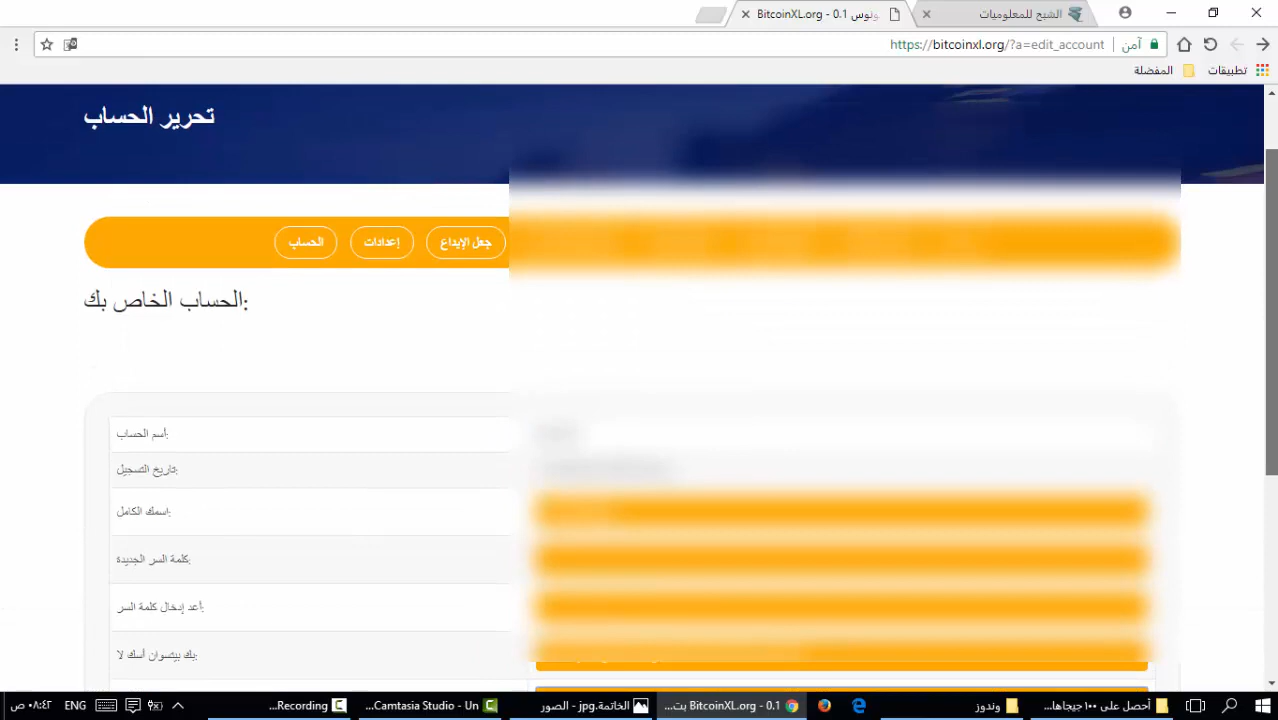 الشيخ للمعلوميات
BitcoinXL.org - 0.1 بونوس
https://bitcoinxl.org/?a=edit_account
آمن
تطبيقات
المفضلة
تحرير الحساب
الحساب
إعدادات
جعل الإيداع
الحساب الخاص بك:
أسم الحساب:
تاريخ التسجيل:
اسمك الكامل:
كلمة السر الجديدة:
أعد إدخال كلمة السر:
بك بيتسوان أسك لا:
٠٨:٤٢ ص
ENG
Recording...
Camtasia Studio - Un...
الخاتمة.jpg - الصور
BitcoinXL.org - 0.1 بت...
وندوز
أحصل على ١٠٠ جيجاها...